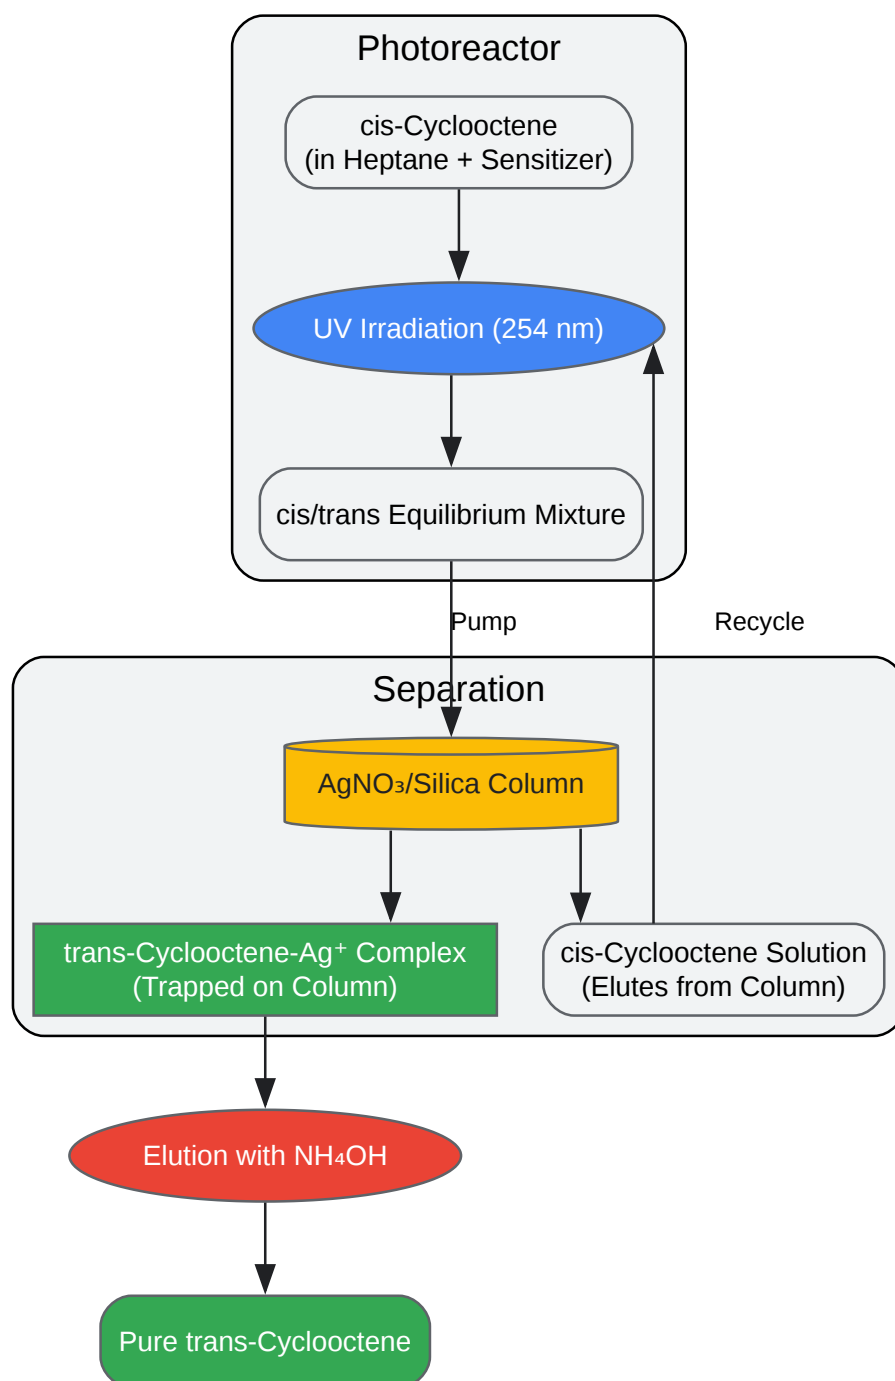 Photoreactor
cis-Cyclooctene
(in Heptane + Sensitizer)
UV Irradiation (254 nm)
cis/trans Equilibrium Mixture
Pump
Recycle
Separation
AgNO₃/Silica Column
trans-Cyclooctene-Ag⁺ Complex
(Trapped on Column)
cis-Cyclooctene Solution
(Elutes from Column)
Elution with NH₄OH
Pure trans-Cyclooctene